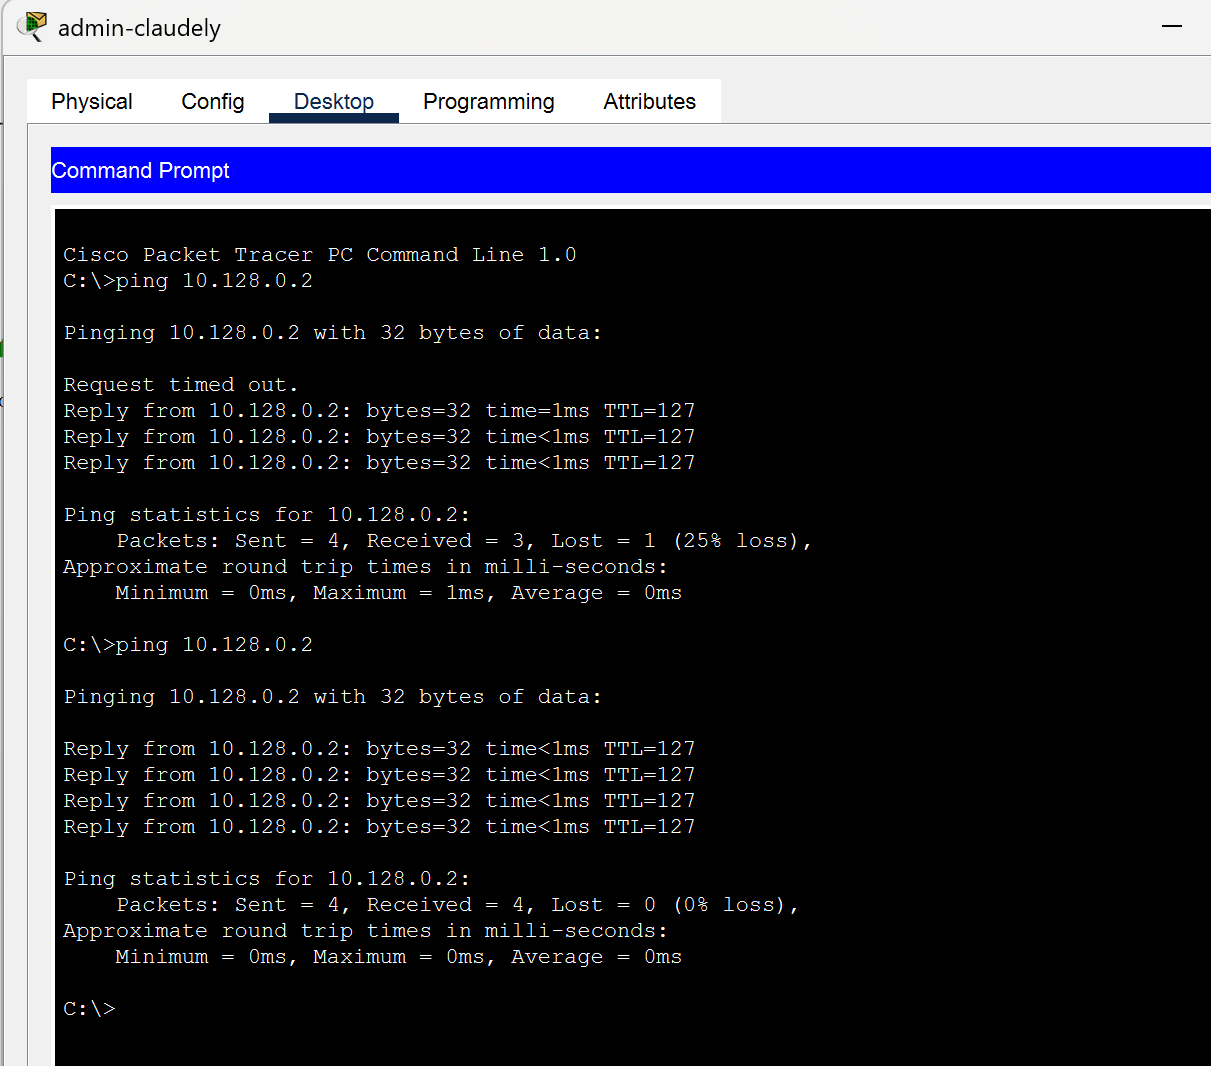 admin-claudely
Physical Config Desktop Programming Attributes
Command Prompt
Cisco Packet Tracer PC Command Line 1.0
C:\>ping 10.128.0.2
Pinging 10.128.0.2 with 32 bytes of data:
Request timed out.
Reply from 10.128.0.2: bytes=32 time=1ms TTL=127
Reply from 10.128.0.2: bytes=32 time<1ms TTL=127
Reply from 10.128.0.2: bytes=32 time<1ms TTL=127
Ping statistics for 10.128.0.2:
Packets: Sent = 4, Received = 3, Lost = 1 (25% loss),
Approximate round trip times in milli-seconds:
Minimum = 0ms, Maximum = 1ms, Average = 0ms
C:\>ping 10.128.0.2
Pinging 10.128.0.2 with 32 bytes of data:
Reply from 10.128.0.2: bytes=32 time<1ms TTL=127
Reply from 10.128.0.2: bytes=32 time<1ms TTL=127
Reply from 10.128.0.2: bytes=32 time<1ms TTL=127
Reply from 10.128.0.2: bytes=32 time<1ms TTL=127
Ping statistics for 10.128.0.2:
Packets: Sent = 4, Received = 4, Lost = 0 (0% loss),
Approximate round trip times in milli-seconds:
Minimum = 0ms, Maximum = 0ms, Average = 0ms
C:\>